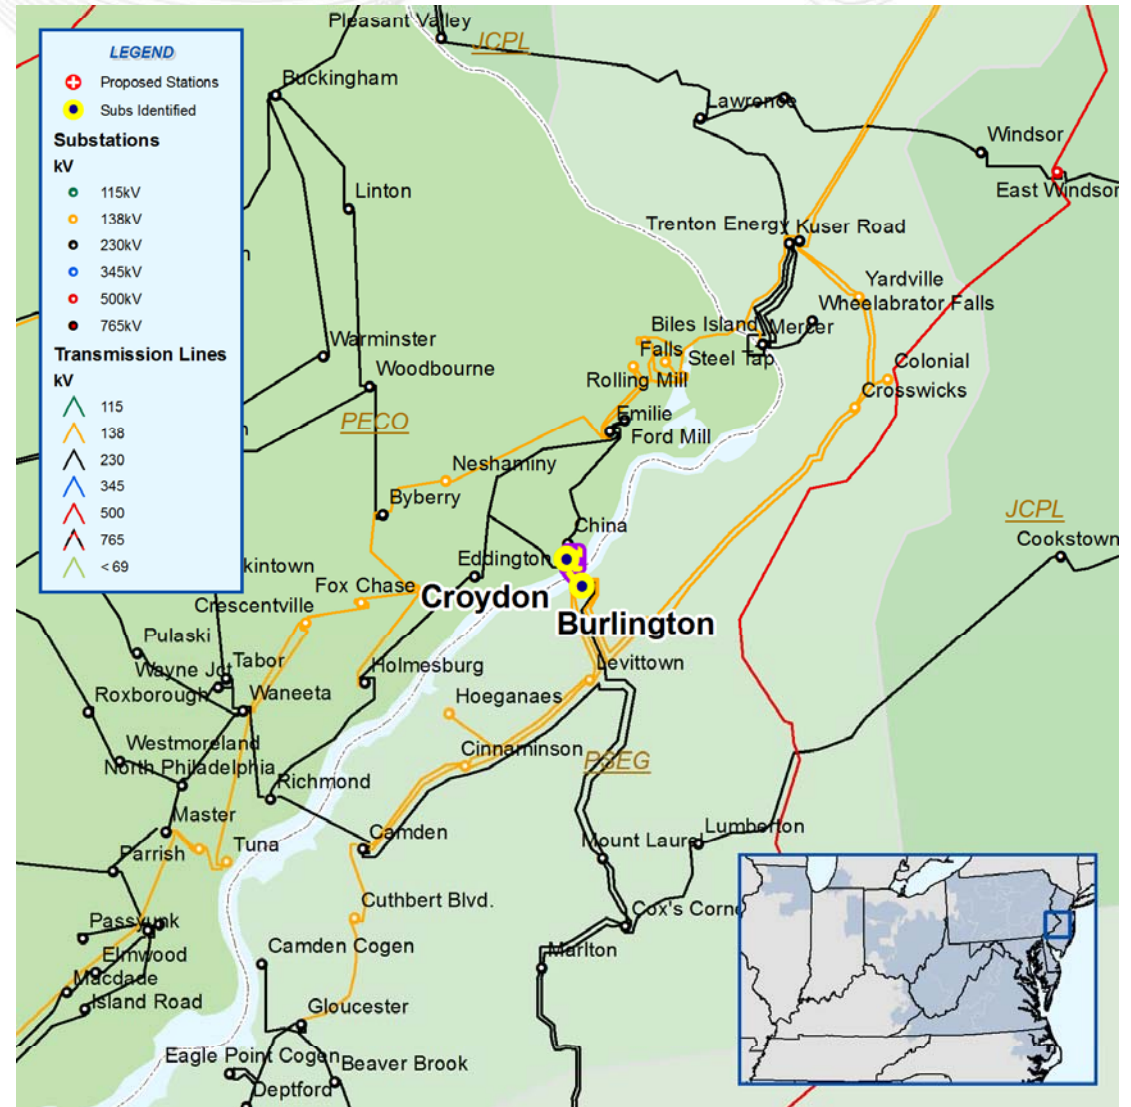 Pleasant Valley
JCPL
LEGEND
Proposed Stations
Subs Identified
Substations
kV
115kV
138kV
230kV
345kV
500kV
765kV
Transmission Lines
kV
115
138
230
345
500
765
< 69
Buckingham
Lawrence
Windsor
East Windsor
Linton
Trenton Energy
Kuser Road
Yardville
Wheelabrator Falls
Biles Island
Mercer
Warminster
Falls
Steel Tap
Woodbourne
Rolling Mill
Colonial
Crosswicks
PECO
Emilie
Ford Mill
Neshaminy
Byberry
JCPL
China
Cookstown
Eddington
kintown
Fox Chase
Croydon
Crescentville
Burlington
Pulaski
Levittown
Wayne Jct
Tabor
Holmesburg
Roxborough
Waneeta
Hoeganaes
Westmoreland
Cinnaminson
PSEG
North Philadelphia
Richmond
Master
Camden
Lumberton
Tuna
Mount Laurel
Parrish
Cuthbert Blvd.
Cox's Corne
Passyunk
Camden Cogen
Marlton
Elmwood
Macdade
Island Road
Gloucester
Eagle Point Cogen
Beaver Brook
Deptford